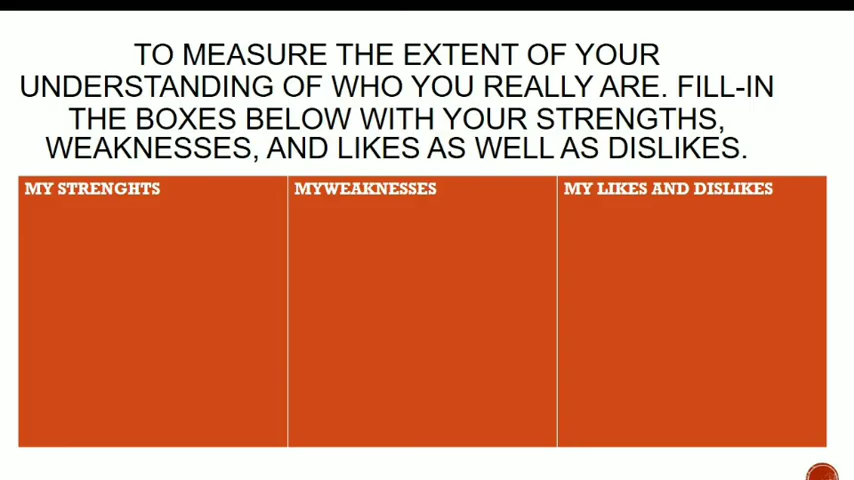 TO MEASURE THE EXTENT OF YOUR
UNDERSTANDING OF WHO YOU REALLY ARE. FILL-IN
THE BOXES BELOW WITH YOUR STRENGTHS,
WEAKNESSES, AND LIKES AS WELL AS DISLIKES.
MY STRENGHTS
MYWEAKNESSES
MY LIKES AND DISLIKES